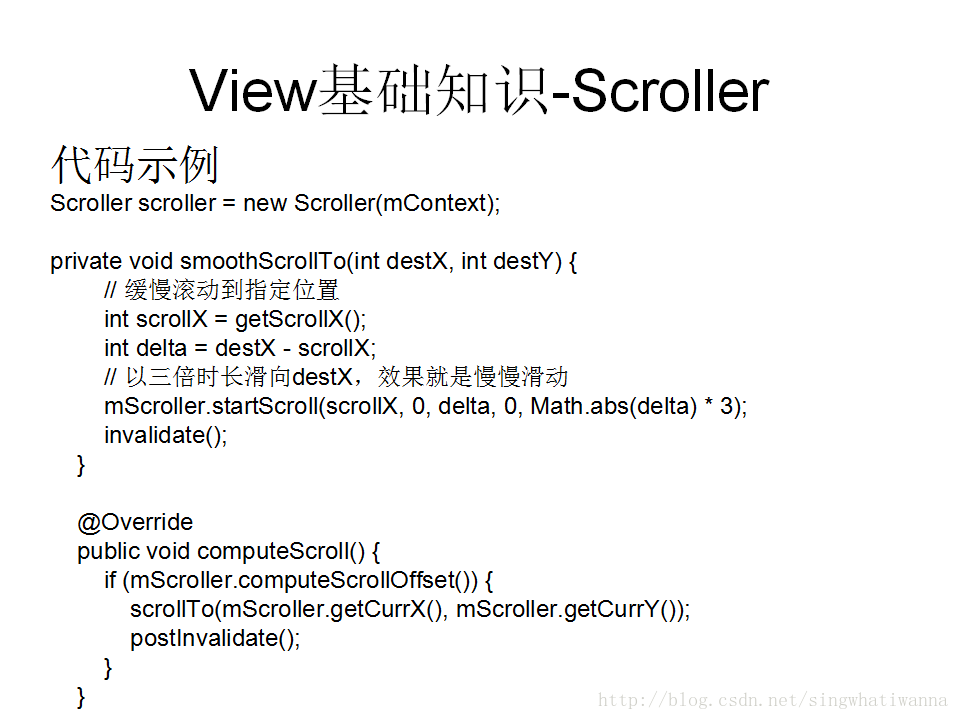 View基础知识-Scroller
代码示例
Scroller scroller = new Scroller(mContext);
private void smoothScrollTo(int destX, int destY) {
// 缓慢滚动到指定位置
int scrollX = getScrollX();
int delta = destX - scrollX;
// 以三倍时长滑向destX，效果就是慢慢滑动
mScroller.startScroll(scrollX, 0, delta, 0, Math.abs(delta) * 3);
invalidate();
}
@Override
public void computeScroll() {
if (mScroller.computeScrollOffset()) {
scrollTo(mScroller.getCurrX(), mScroller.getCurrY());
postInvalidate();
}
}
http://blog.csdn.net/singwhatiwanna